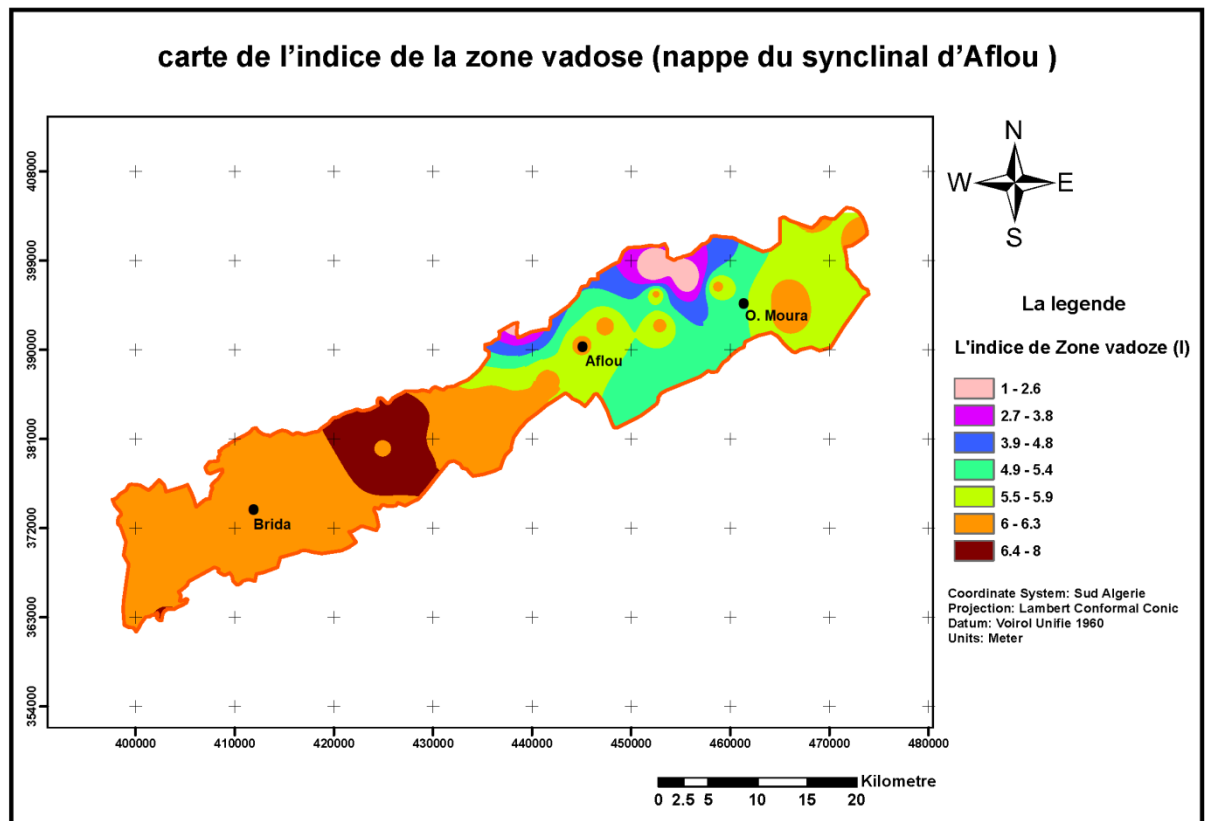 carte de l’indice de la zone vadose (nappe du synclinal d’Aflou )
N
W
E
S
408000
399000
390000
381000
372000
363000
354000
O. Moura
Aflou
Brida
400000
410000
420000
430000
440000
450000
460000
470000
480000
La legende
L'indice de Zone vadoze (I)
1 - 2.6
2.7 - 3.8
3.9 - 4.8
4.9 - 5.4
5.5 - 5.9
6 - 6.3
6.4 - 8
Coordinate System: Sud Algerie
Projection: Lambert Conformal Conic
Datum: Voirol Unifie 1960
Units: Meter
Kilometre
0 2.5 5 10 15 20